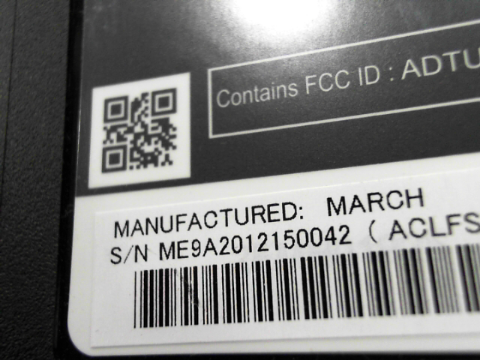 Contains FCC ID : ADTU
MANUFACTURED: MARCH
S/N ME9A2012150042 ( ACLFS